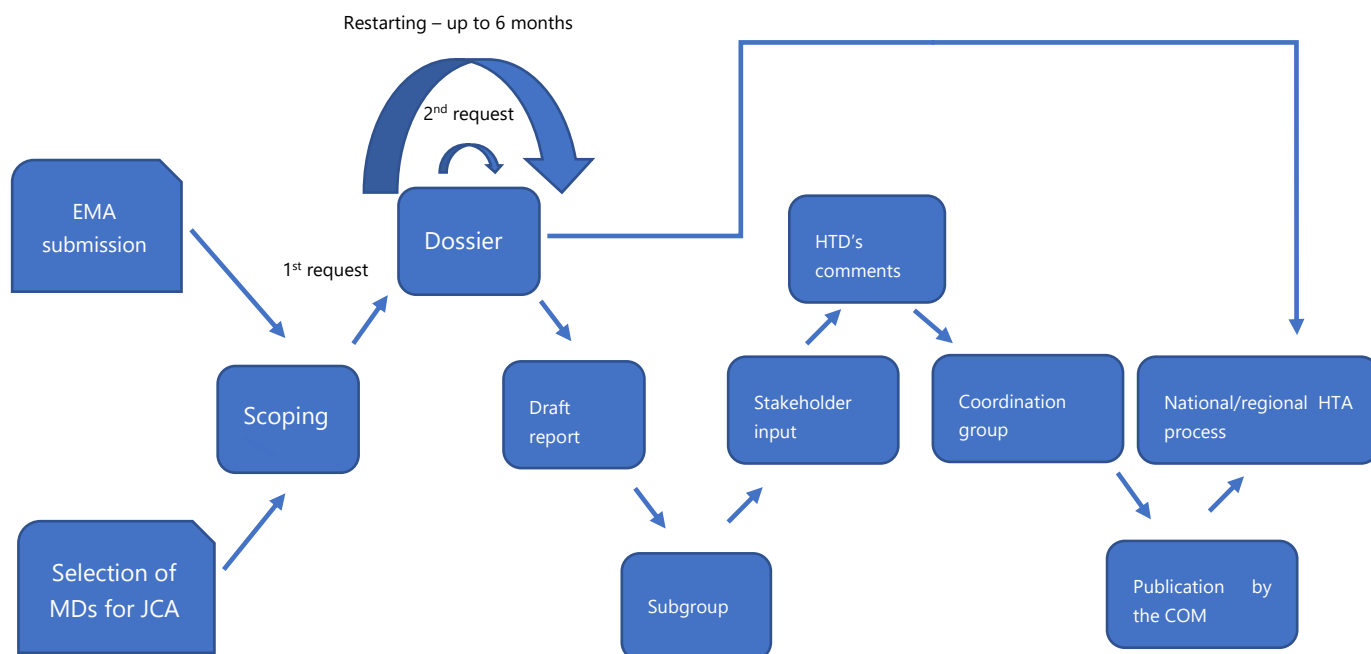 Restarting – up to 6 months
2nd request
EMA
submission
Dossier
1st request
HTD's
comments
Scoping
Draft
report
Stakeholder
input
Coordination
group
National/regional HTA
process
Selection of
MDs for JCA
Subgroup
Publication by
the COM